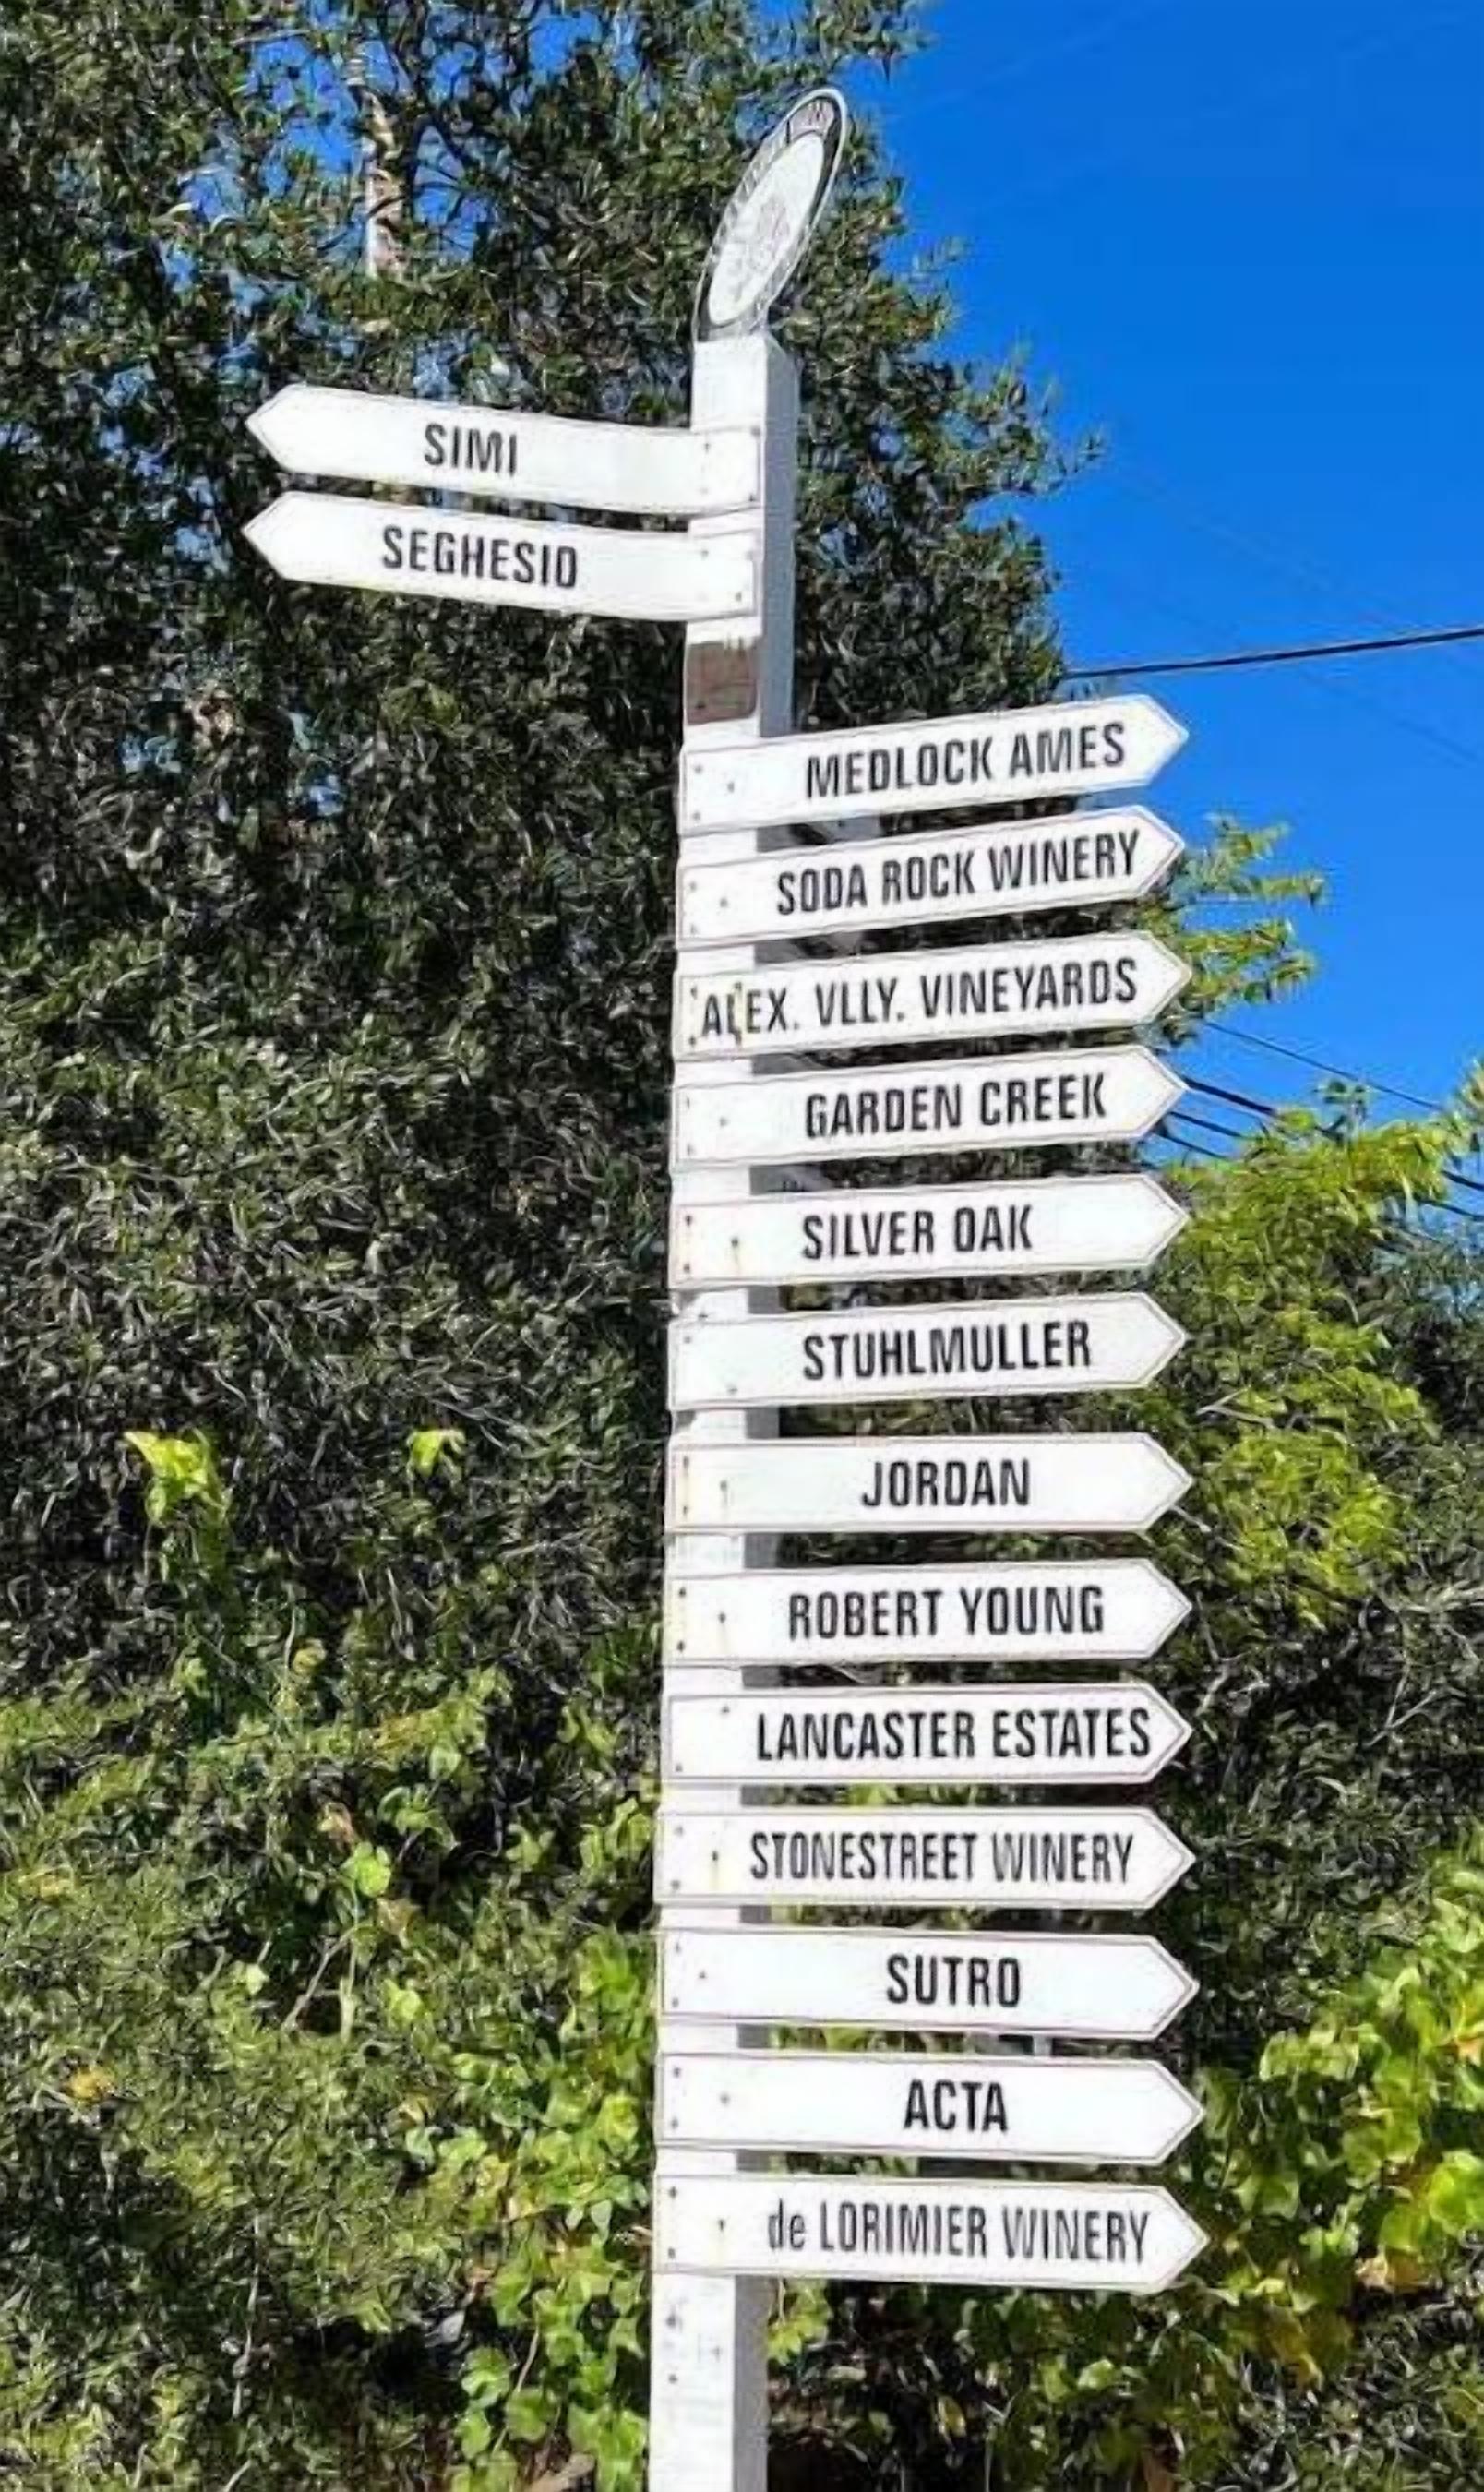 SIMI
SEGHESIO
MEDLOCK AMES
SODA ROCK WINERY
ALEX. VLLY. VINEYARDS
GARDEN CREEK
SILVER OAK
STUHLMULLER
JORDAN
ROBERT YOUNG
LANCASTER ESTATES
STONESTREET WINERY
SUTRO
ACTA
de LORIMIER WINERY